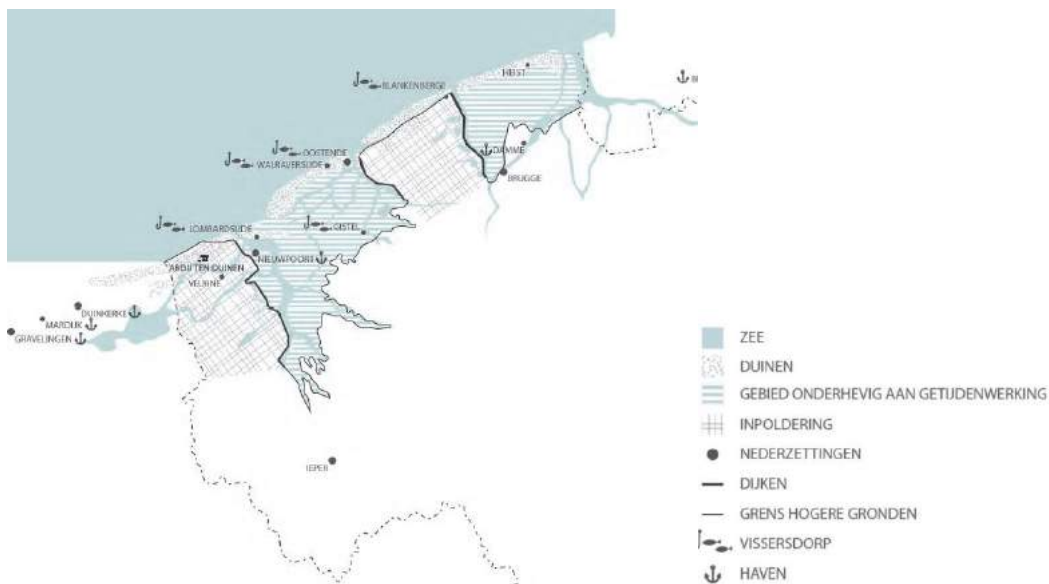 HEIST
BLANKENBERGE
OOSTENDE
WALRAVERSIJDE
DAMME
BRUGGE
LOMBARDSIJDE
GISTEL
NIEUWPOORT
ABDIJ TEN DUINEN
VEURNE
DUINKERKE
MARDIJK
GRAVELINGEN
IEPER
ZEE
DUINEN
GEBIED ONDERHEVIG AAN GETIJDENWERKING
INPOLDERING
NEDERZETTINGEN
DIJKEN
GRENS HOGERE GRONDEN
VISSERSDORP
HAVEN